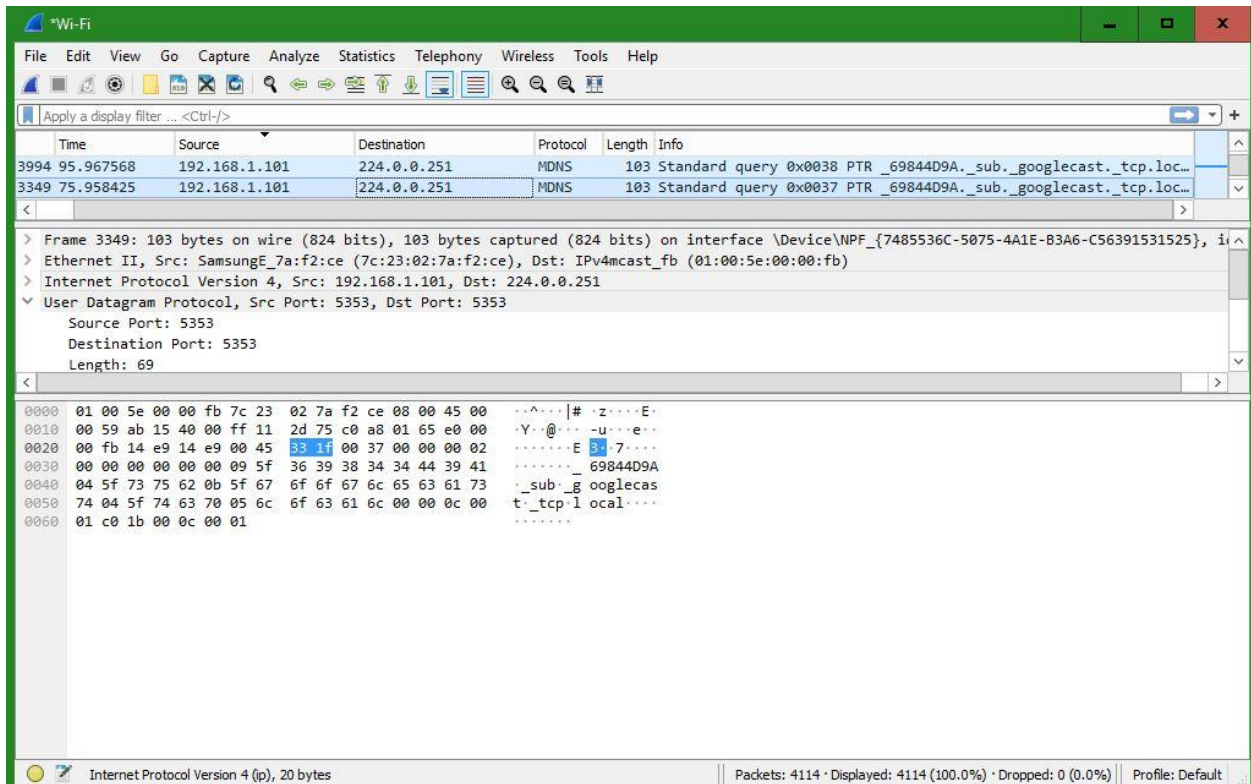 *Wi-Fi
File Edit View Go Capture Analyze Statistics Telephony Wireless Tools Help
Apply a display filter ... <Ctrl-/>
Time Source Destination Protocol Length Info
3994 95.967568 192.168.1.101 224.0.0.251 MDNS 103 Standard query 0x0038 PTR _69844D9A._sub._googlecast._tcp.loc…
3349 75.958425 192.168.1.101 224.0.0.251 MDNS 103 Standard query 0x0037 PTR _69844D9A._sub._googlecast._tcp.loc…
> Frame 3349: 103 bytes on wire (824 bits), 103 bytes captured (824 bits) on interface \Device\NPF_{7485536C-5075-4A1E-B3A6-C56391531525}, i
> Ethernet II, Src: SamsungE_7a:f2:ce (7c:23:02:7a:f2:ce), Dst: IPv4mcast_fb (01:00:5e:00:00:fb)
> Internet Protocol Version 4, Src: 192.168.1.101, Dst: 224.0.0.251
User Datagram Protocol, Src Port: 5353, Dst Port: 5353
Source Port: 5353
Destination Port: 5353
Length: 69
0000 01 00 5e 00 00 fb 7c 23 02 7a f2 ce 08 00 45 00 ··^···|# ·z····E·
0010 00 59 ab 15 40 00 ff 11 2d 75 c0 a8 01 65 e0 00 ·Y··@··· -u···e··
0020 00 fb 14 e9 14 e9 00 45 33 1f 00 37 00 00 00 02 ·······E 3··7····
0030 00 00 00 00 00 00 09 5f 36 39 38 34 34 44 39 41 ·······_ 69844D9A
0040 04 5f 73 75 62 0b 5f 67 6f 6f 67 6c 65 63 61 73 ·_sub·_g ooglecas
0050 74 04 5f 74 63 70 05 6c 6f 63 61 6c 00 00 0c 00 t·_tcp·l ocal····
0060 01 c0 1b 00 0c 00 01 ·······
Internet Protocol Version 4 (ip), 20 bytes Packets: 4114 · Displayed: 4114 (100.0%) · Dropped: 0 (0.0%) Profile: Default